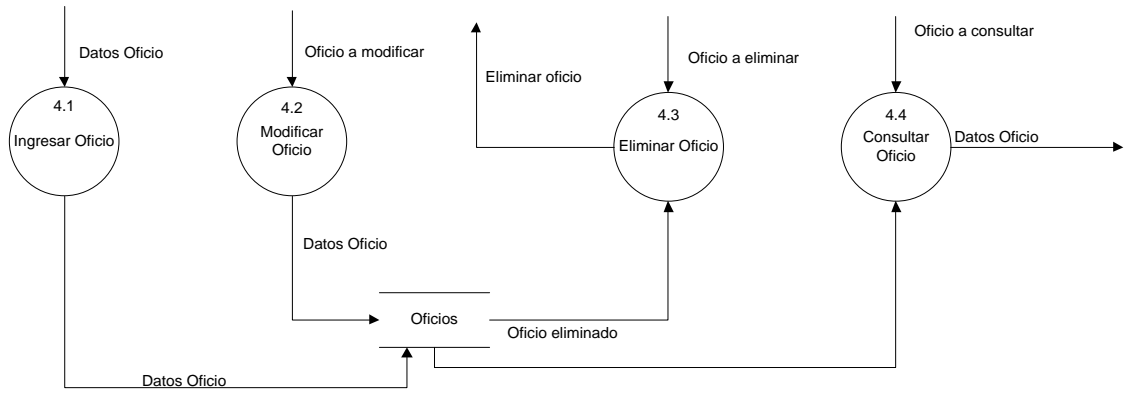 Datos Oficio
Oficio a modificar
Oficio a eliminar
Oficio a consultar
Eliminar oficio
4.1
Ingresar Oficio
4.2
Modificar
Oficio
4.3
Eliminar Oficio
4.4
Consultar
Oficio
Datos Oficio
Datos Oficio
Oficios
Oficio eliminado
Datos Oficio